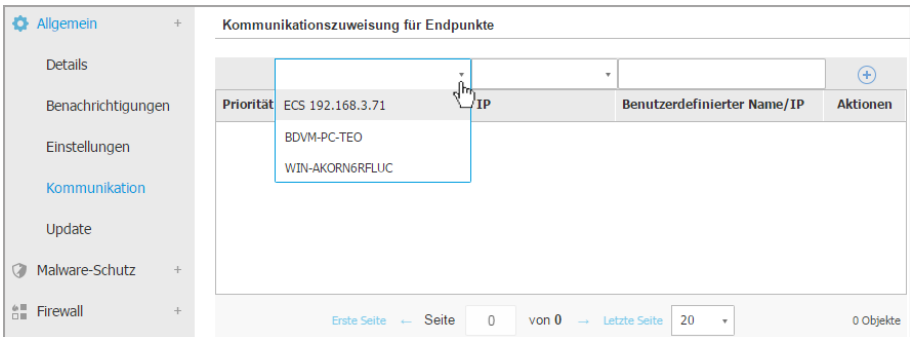 Allgemein +
Details
Benachrichtigungen
Einstellungen
Kommunikation
Update
Malware-Schutz +
Firewall +
Kommunikationszuweisung für Endpunkte
Priorität /IP Benutzerdefinierter Name/IP Aktionen
ECS 192.168.3.71
BDVM-PC-TEO
WIN-AKORN6RFLUC
Erste Seite ← Seite 0 von 0 → Letzte Seite 20 0 Objekte